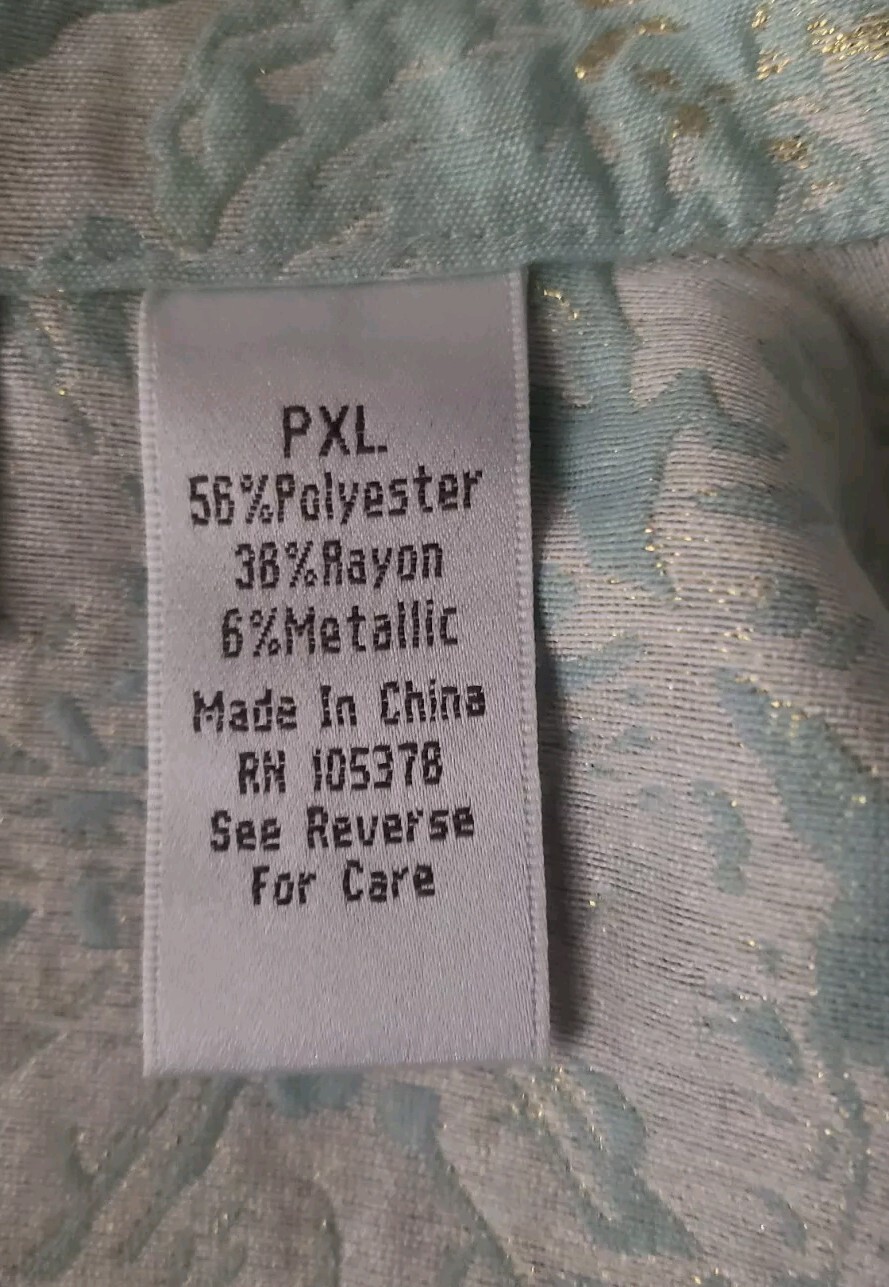 PXL.
56%Polyester
38%Rayon
6%Metallic
Made In China
RN 105378
See Reverse
For Care